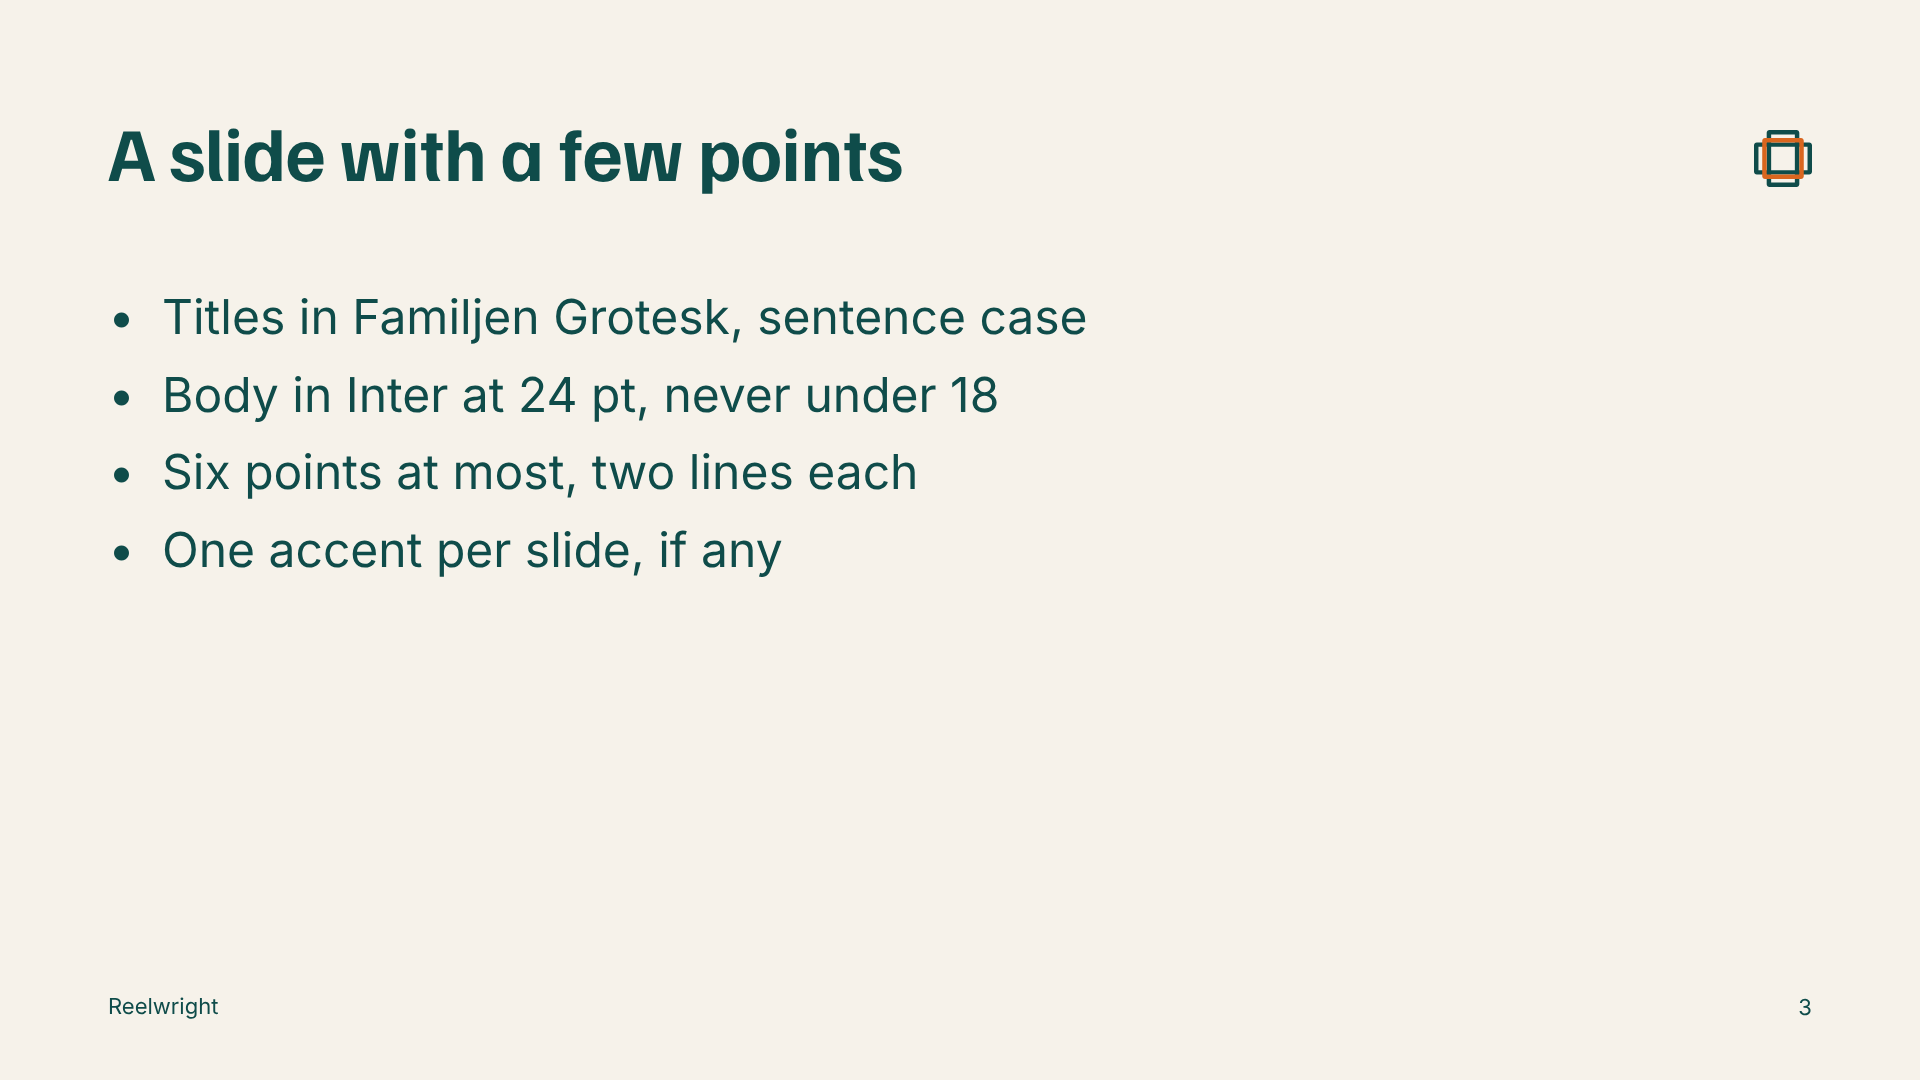 A slide with a few points
• Titles in Familjen Grotesk, sentence case
• Body in Inter at 24 pt, never under 18
• Six points at most, two lines each
• One accent per slide, if any
Reelwright
3